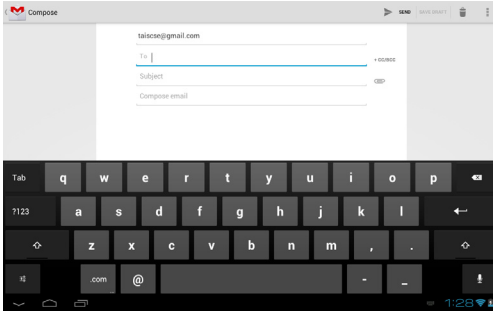 Compose
SEND
SAVE DRAFT
taiscse@gmail.com
To
+ CC/BCC
Subject
Compose email
Tab q w e r t y u i o p
?123 a s d f g h j k l
z x c v b n m , .
.com @ - _
1:28